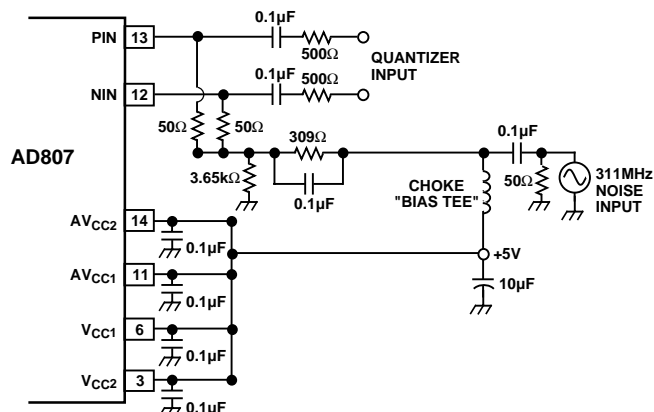 0.1µF
PIN 13
500Ω
QUANTIZER
INPUT
0.1µF
500Ω
NIN 12
50Ω
50Ω
309Ω
0.1µF
AD807
3.65kΩ
0.1µF
CHOKE
"BIAS TEE"
50Ω
311MHz
NOISE
INPUT
AVCC2 14
0.1µF
+5V
AVCC1 11
0.1µF
10µF
VCC1 6
0.1µF
VCC2 3
0.1µF